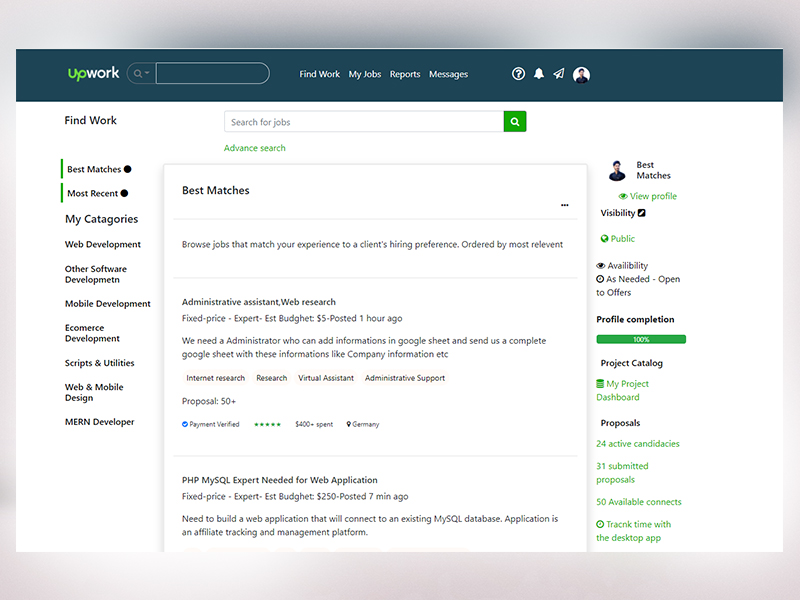 Upwork
Find Work My Jobs Reports Messages
Find Work
Search for jobs
Advance search
Best Matches
Most Recent
My Catagories
Web Development
Other Software
Developmetn
Mobile Development
Ecomerce
Development
Scripts & Utilities
Web & Mobile
Design
MERN Developer
Best Matches
...
Browse jobs that match your experience to a client's hiring preference. Ordered by most relevent
Administrative assistant,Web research
Fixed-price - Expert- Est Budghet: $5-Posted 1 hour ago
We need a Administrator who can add informations in google sheet and send us a complete
google sheet with these informations like Company information etc
Internet research Research Virtual Assistant Administrative Support
Proposal: 50+
Payment Verified ★★★★★ $400+ spent Germany
PHP MySQL Expert Needed for Web Application
Fixed-price - Expert- Est Budghet: $250-Posted 7 min ago
Need to build a web application that will connect to an existing MySQL database. Application is
an affiliate tracking and management platform.
Best
Matches
View profile
Visibility
Public
Availibility
As Needed - Open
to Offers
Profile completion
100%
Project Catalog
My Project
Dashboard
Proposals
24 active candidacies
31 submitted
proposals
50 Available connects
Tracnk time with
the desktop app